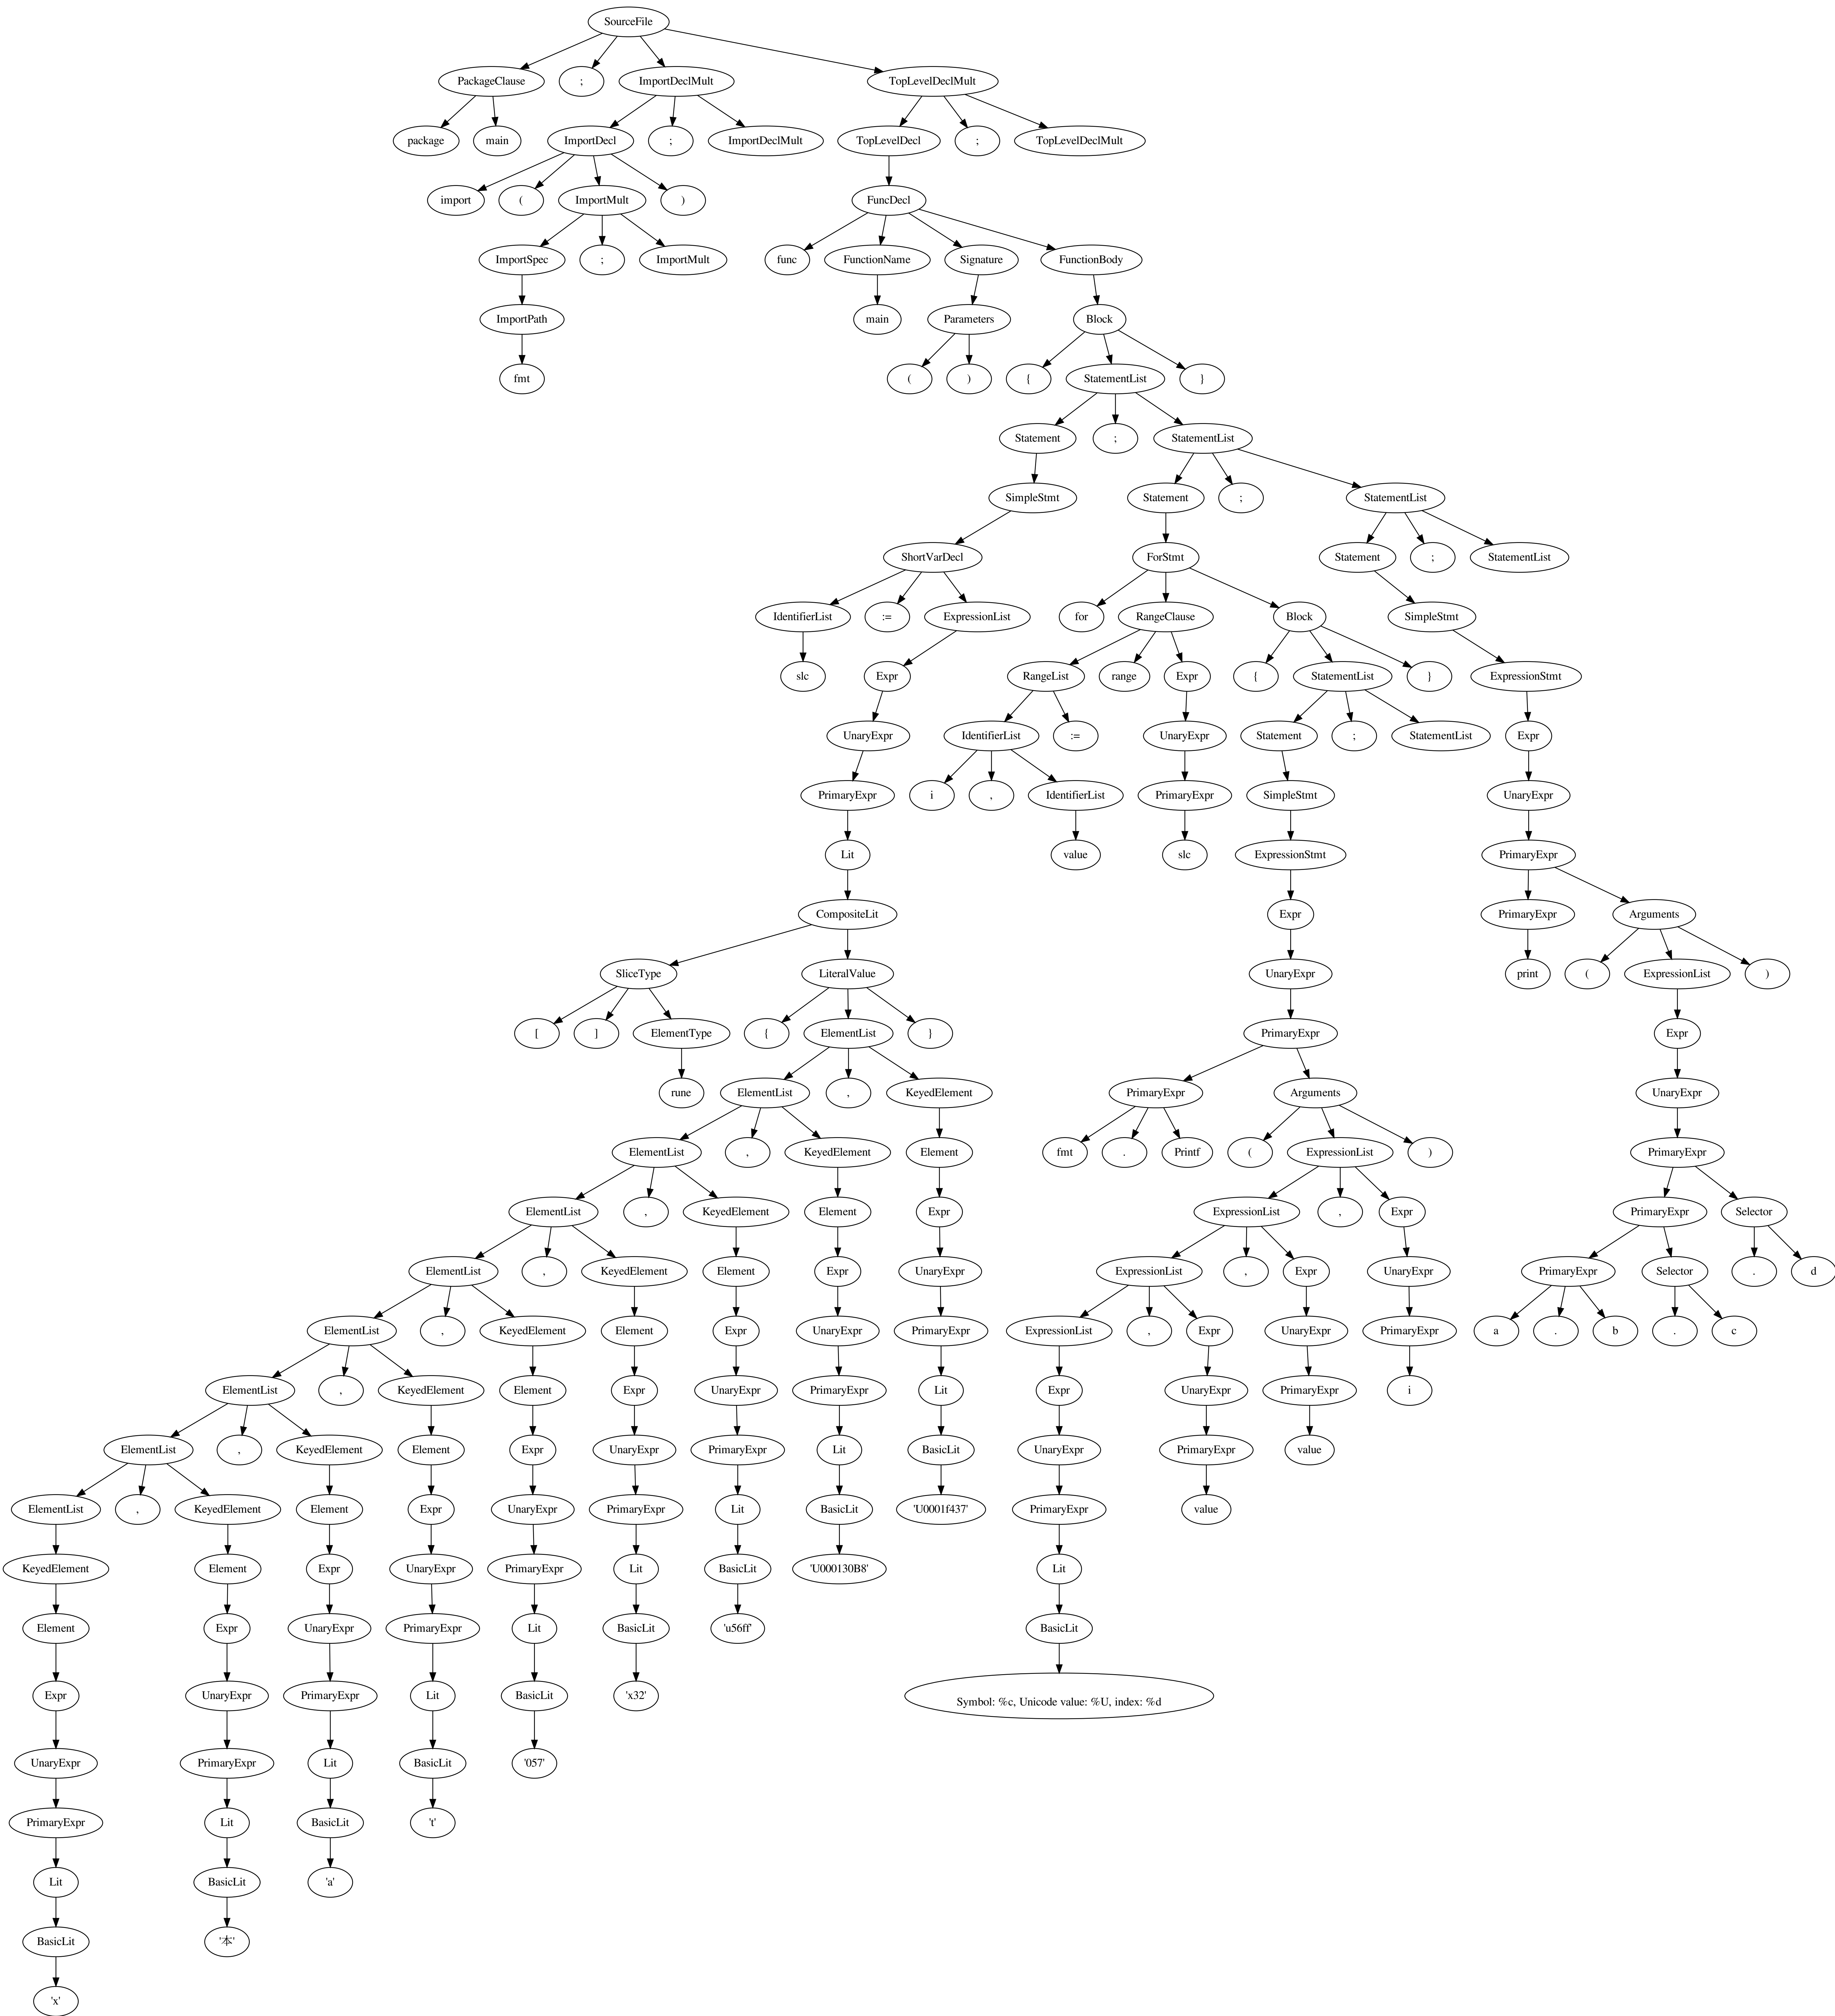 SourceFile
PackageClause ; ImportDeclMult TopLevelDeclMult
package main ImportDecl ; ImportDeclMult TopLevelDecl ; TopLevelDeclMult
import ( ImportMult ) FuncDecl
ImportSpec ; ImportMult func FunctionName Signature FunctionBody
ImportPath main Parameters Block
fmt ( ) { StatementList }
Statement ; StatementList
SimpleStmt Statement ; StatementList
ShortVarDecl ForStmt Statement ; StatementList
IdentifierList := ExpressionList for RangeClause Block SimpleStmt
slc Expr RangeList range Expr { StatementList } ExpressionStmt
UnaryExpr IdentifierList := UnaryExpr Statement ; StatementList Expr
PrimaryExpr i , IdentifierList PrimaryExpr SimpleStmt UnaryExpr
Lit value slc ExpressionStmt PrimaryExpr
CompositeLit Expr PrimaryExpr Arguments
SliceType LiteralValue UnaryExpr print ( ExpressionList )
[ ] ElementType { ElementList } PrimaryExpr Expr
rune ElementList , KeyedElement PrimaryExpr Arguments UnaryExpr
ElementList , KeyedElement Element fmt . Printf ( ExpressionList ) PrimaryExpr
ElementList , KeyedElement Element Expr ExpressionList , Expr PrimaryExpr Selector
ElementList , KeyedElement Element Expr UnaryExpr ExpressionList , Expr UnaryExpr PrimaryExpr Selector . d
ElementList , KeyedElement Element Expr UnaryExpr PrimaryExpr ExpressionList , Expr UnaryExpr PrimaryExpr a . b . c
ElementList , KeyedElement Element Expr UnaryExpr PrimaryExpr Lit Expr UnaryExpr PrimaryExpr i
ElementList , KeyedElement Element Expr UnaryExpr PrimaryExpr Lit BasicLit UnaryExpr PrimaryExpr value
ElementList , KeyedElement Element Expr UnaryExpr PrimaryExpr Lit BasicLit 'U0001f437' PrimaryExpr value
KeyedElement Element Expr UnaryExpr PrimaryExpr Lit BasicLit 'U000130B8' Lit
Element Expr UnaryExpr PrimaryExpr Lit BasicLit 'u56ff' BasicLit
Expr UnaryExpr PrimaryExpr Lit BasicLit 'x32' Symbol: %c, Unicode value: %U, index: %d
UnaryExpr PrimaryExpr Lit BasicLit '057'
PrimaryExpr Lit BasicLit 't'
Lit BasicLit 'a'
BasicLit '本'
'x'